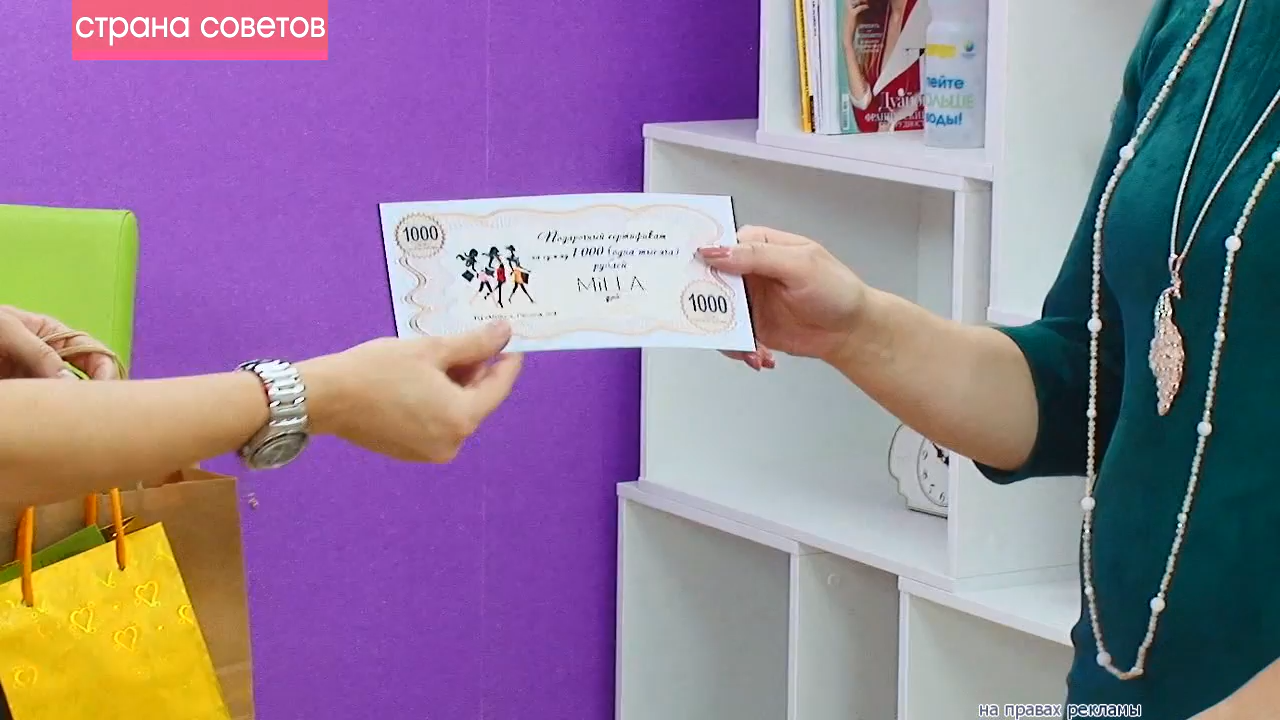 страна советов
1000
Подарочный сертификат
на сумму 1000 (одна тысяча)
рублей
MiLLA
1000
пейте
больше
воды!
на правах рекламы